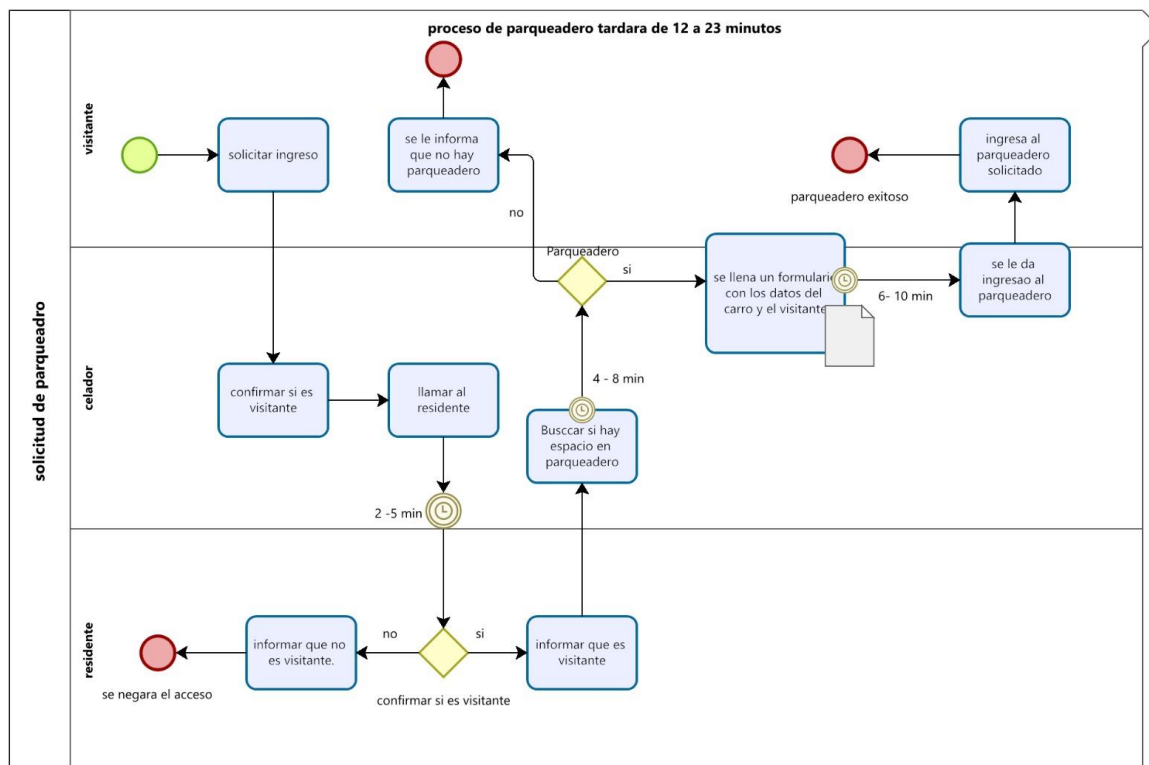 proceso de parqueadero tardara de 12 a 23 minutos
solicitud de parqueadro
visitante
solicitar ingreso
se le informa
que no hay
parqueadero
ingresa al
parqueadero
solicitado
parqueadero exitoso
no
celador
Parqueadero
si
se llena un formulario
con los datos del
carro y el visitante
6- 10 min
se le da
ingresao al
parqueadero
confirmar si es
visitante
llamar al
residente
4 - 8 min
Busccar si hay
espacio en
parqueadero
2 -5 min
residente
informar que no
es visitante.
no
si
informar que es
visitante
se negara el acceso
confirmar si es visitante